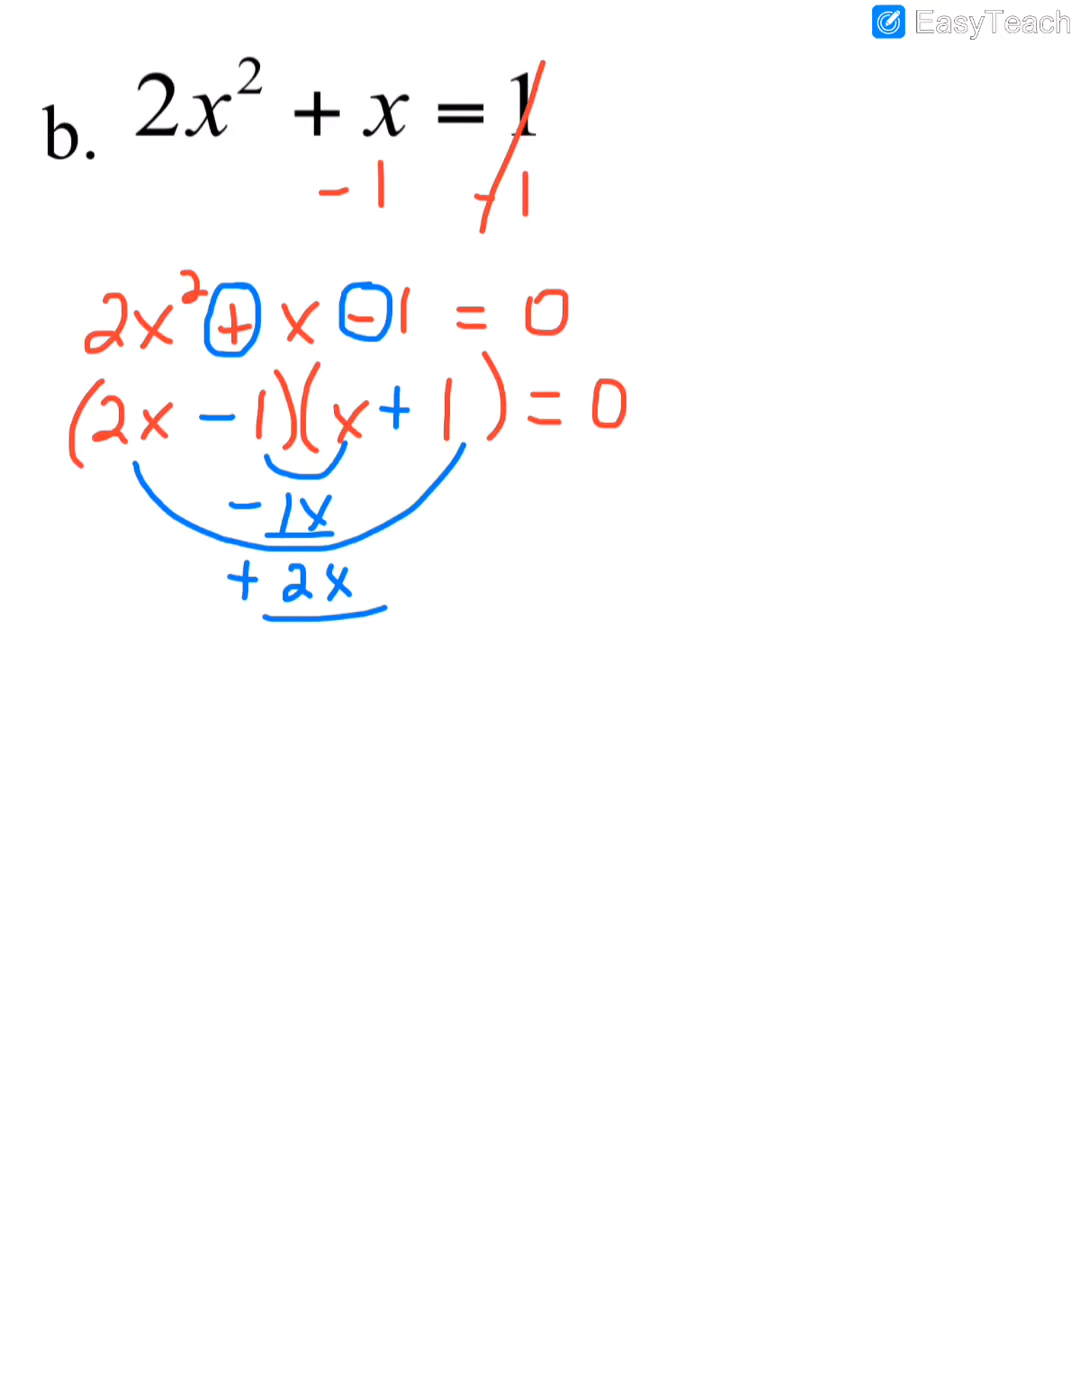 EasyTeach
b. 2x² + x = 1
- 1 - 1
2x² + x - 1 = 0
(2x - 1)(x + 1) = 0
- 1x
+ 2x